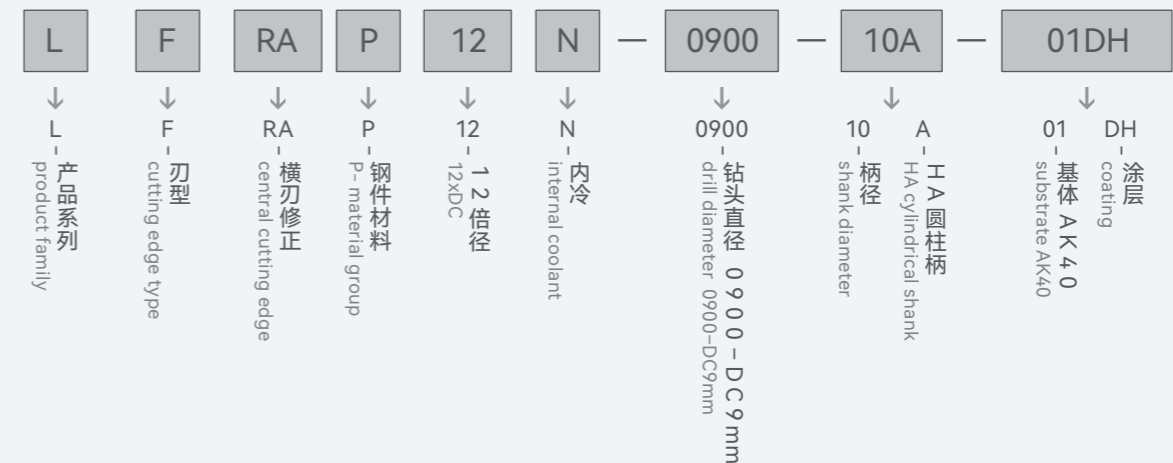 L F RA P 12 N — 0900 — 10A — 01DH
L F RA P 12 N 0900 10 A 01 DH
- 产品系列
product family
- 刃型
cutting edge type
- 横刃修正
central cutting edge
- 钢件材料
P- material group
- 12倍径
12xDC
- 内冷
internal coolant
- 钻头直径 0900-DC9mm
drill diameter 0900-DC9mm
- 柄径
shank diameter
- HA圆柱柄
HA cylindrical shank
- 基体 AK40
substrate AK40
- 涂层
coating